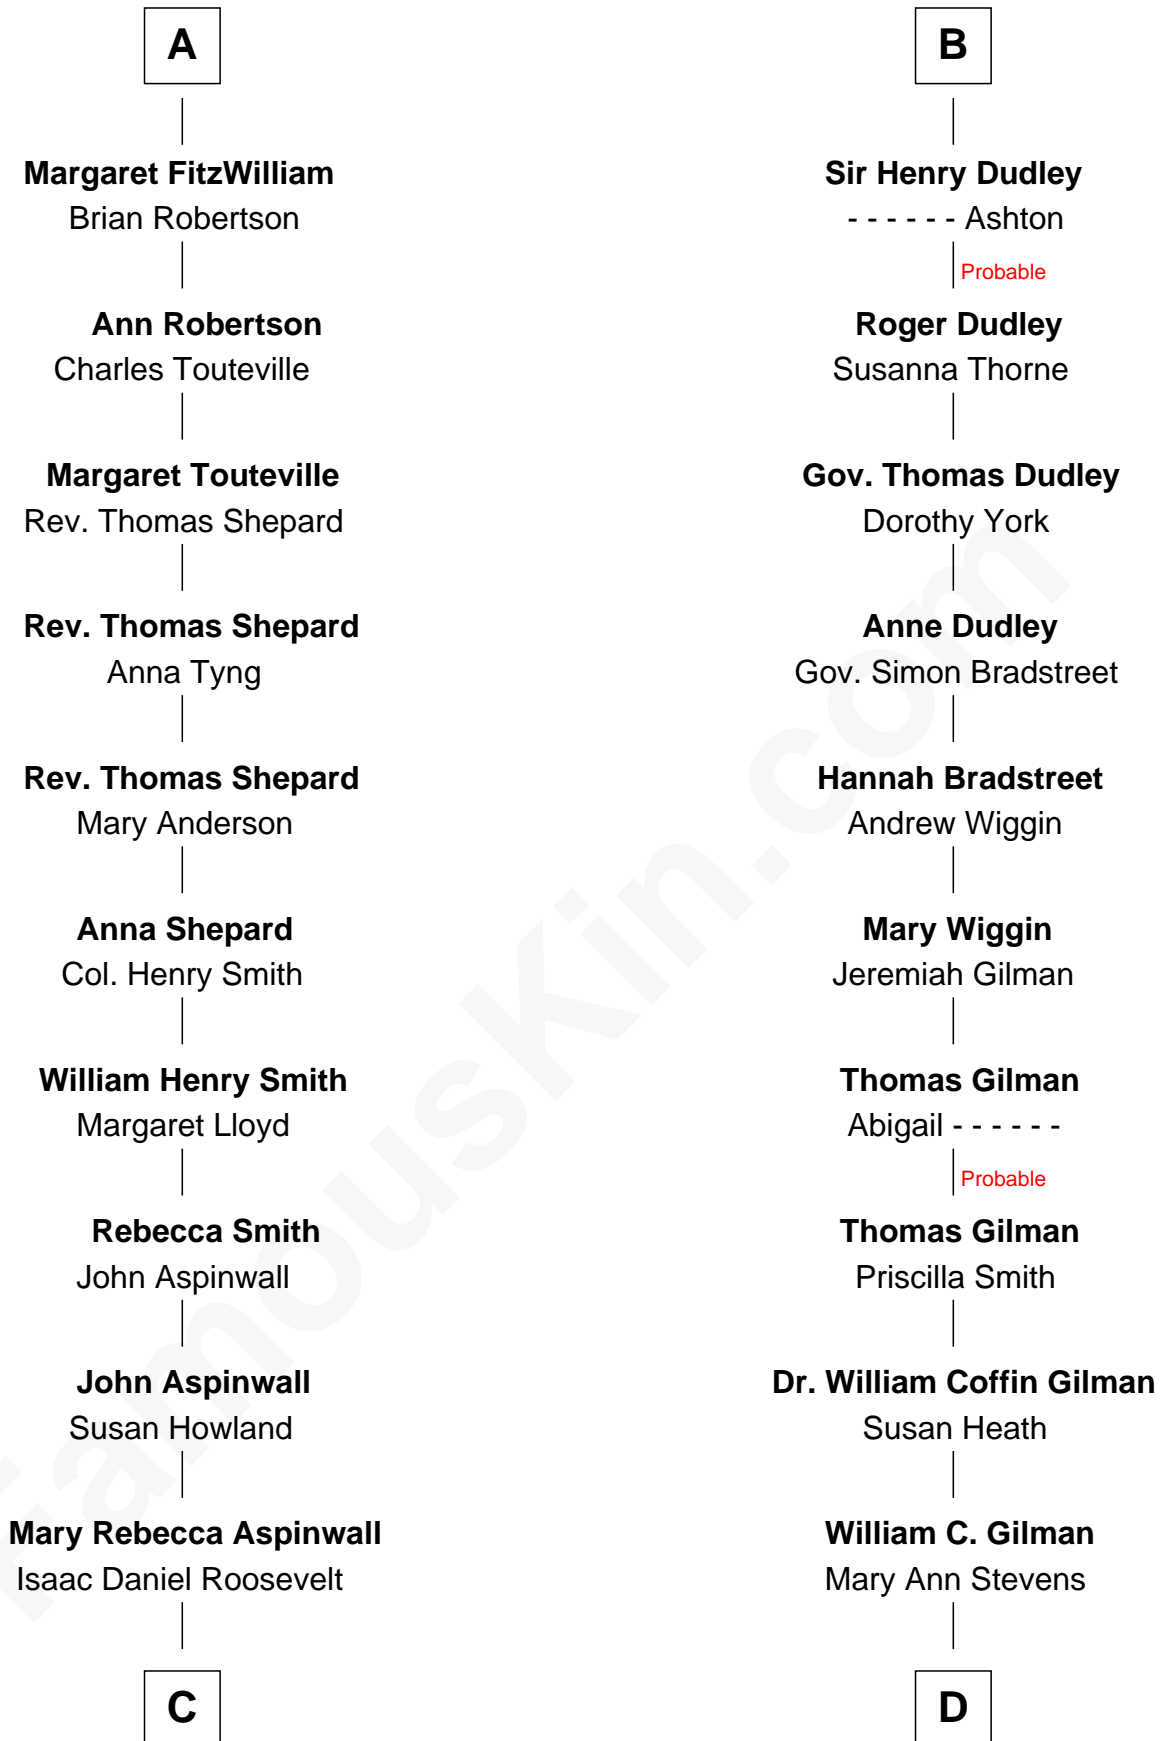 A
Margaret FitzWilliam
Brian Robertson
Ann Robertson
Charles Touteville
Margaret Touteville
Rev. Thomas Shepard
Rev. Thomas Shepard
Anna Tyng
Rev. Thomas Shepard
Mary Anderson
Anna Shepard
Col. Henry Smith
William Henry Smith
Margaret Lloyd
Rebecca Smith
John Aspinwall
John Aspinwall
Susan Howland
Mary Rebecca Aspinwall
Isaac Daniel Roosevelt
C
B
Sir Henry Dudley
- - - - - - Ashton
Probable
Roger Dudley
Susanna Thorne
Gov. Thomas Dudley
Dorothy York
Anne Dudley
Gov. Simon Bradstreet
Hannah Bradstreet
Andrew Wiggin
Mary Wiggin
Jeremiah Gilman
Thomas Gilman
Abigail - - - - - -
Probable
Thomas Gilman
Priscilla Smith
Dr. William Coffin Gilman
Susan Heath
William C. Gilman
Mary Ann Stevens
D
FamousKin.com